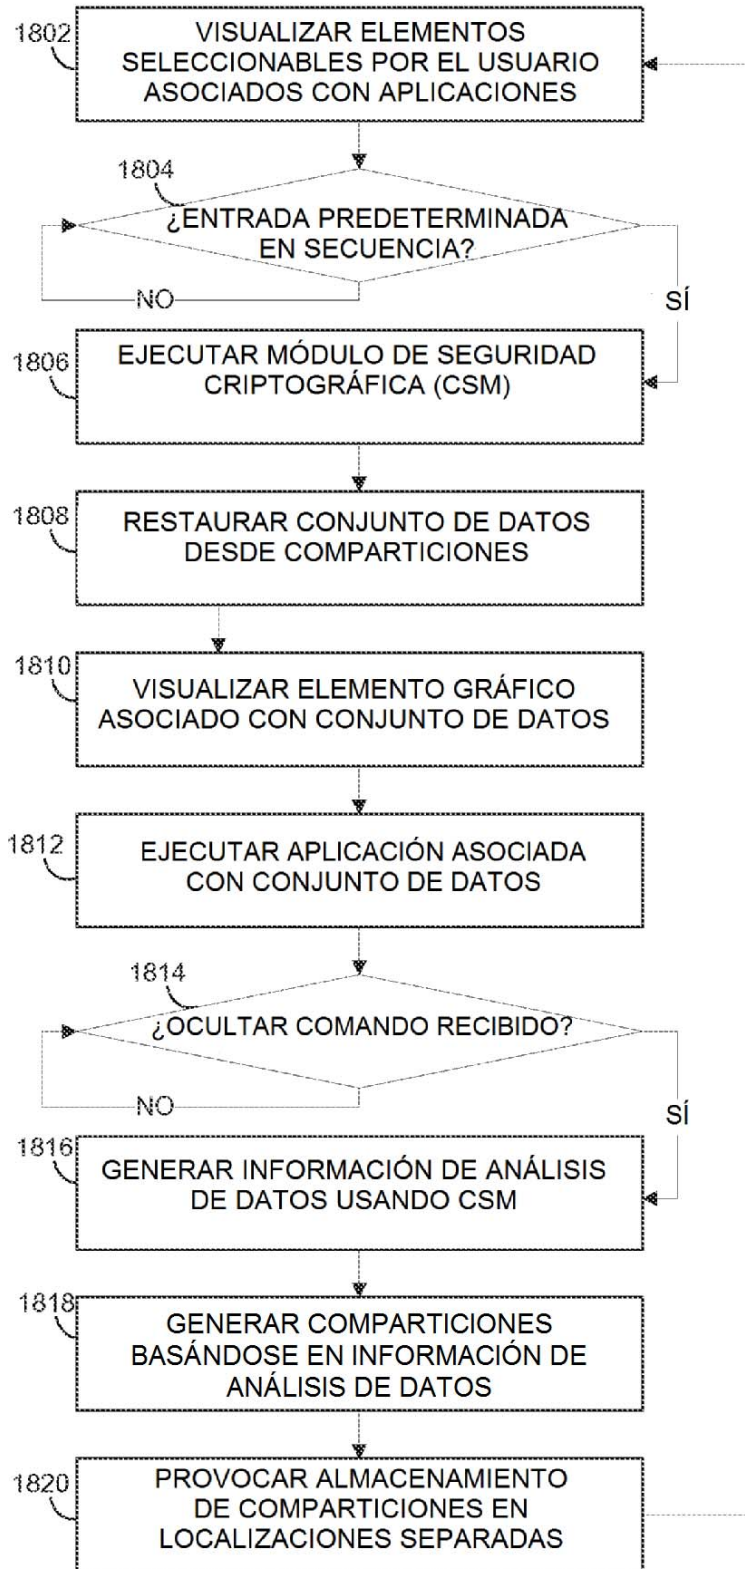 1802
VISUALIZAR ELEMENTOS
SELECCIONABLES POR EL USUARIO
ASOCIADOS CON APLICACIONES
1804
¿ENTRADA PREDETERMINADA
EN SECUENCIA?
NO
SÍ
1806
EJECUTAR MÓDULO DE SEGURIDAD
CRIPTOGRÁFICA (CSM)
1808
RESTAURAR CONJUNTO DE DATOS
DESDE COMPARTICIONES
1810
VISUALIZAR ELEMENTO GRÁFICO
ASOCIADO CON CONJUNTO DE DATOS
1812
EJECUTAR APLICACIÓN ASOCIADA
CON CONJUNTO DE DATOS
1814
¿OCULTAR COMANDO RECIBIDO?
NO
SÍ
1816
GENERAR INFORMACIÓN DE ANÁLISIS
DE DATOS USANDO CSM
1818
GENERAR COMPARTICIONES
BASÁNDOSE EN INFORMACIÓN DE
ANÁLISIS DE DATOS
1820
PROVOCAR ALMACENAMIENTO
DE COMPARTICIONES EN
LOCALIZACIONES SEPARADAS